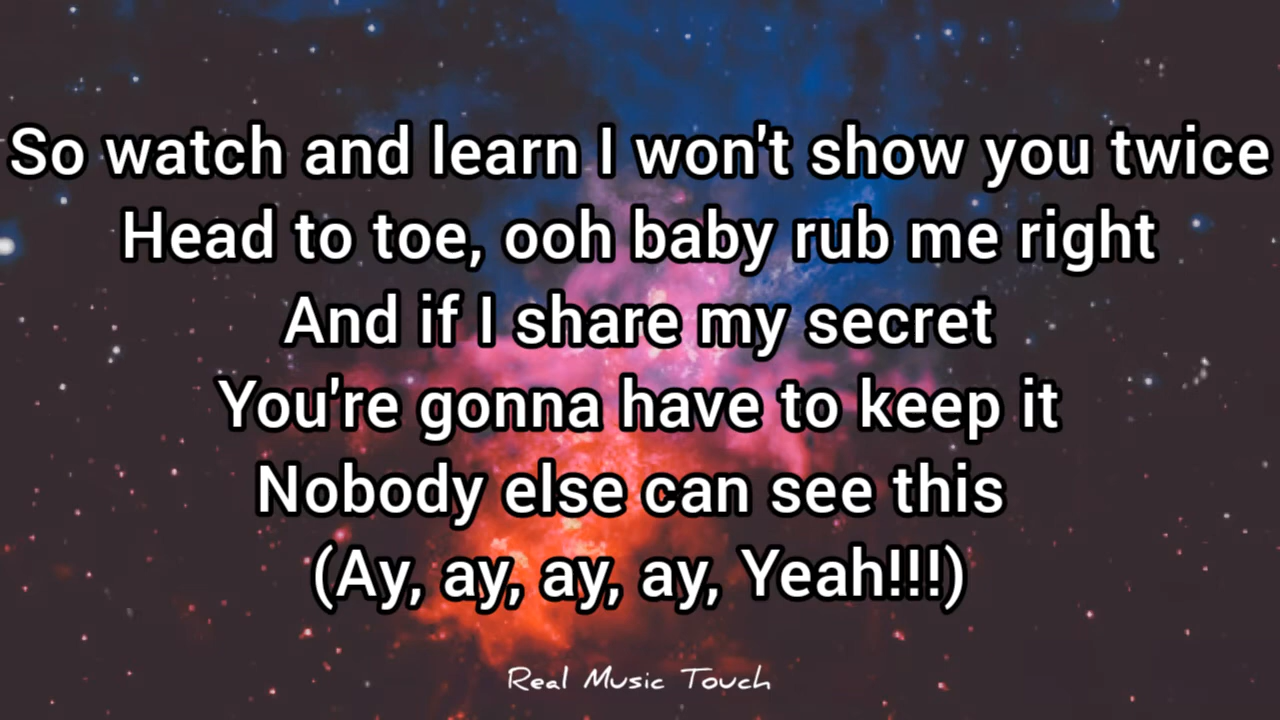 So watch and learn I won't show you twice
Head to toe, ooh baby rub me right
And if I share my secret
You're gonna have to keep it
Nobody else can see this
(Ay, ay, ay, ay, Yeah!!!)
Real Music Touch